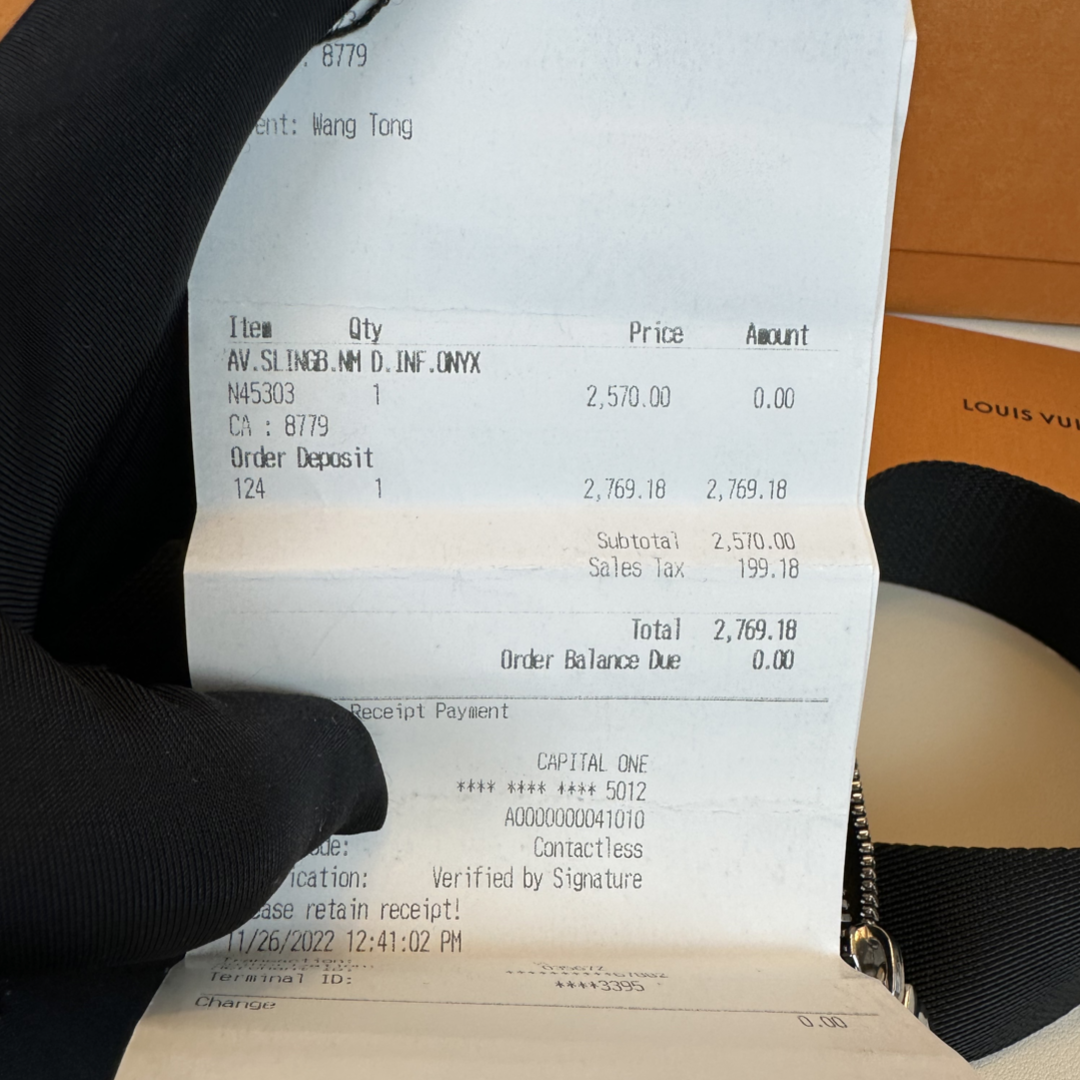 : 8779
ent: Wang Tong
Item Qty Price Amount
AV.SLINGB.NM D.INF.ONYX
N45303 1 2,570.00 0.00
CA : 8779
Order Deposit
124 1 2,769.18 2,769.18
Subtotal 2,570.00
Sales Tax 199.18
Total 2,769.18
Order Balance Due 0.00
Receipt Payment
CAPITAL ONE
**** **** **** 5012
A0000000041010
ode: Contactless
ication: Verified by Signature
ease retain receipt!
11/26/2022 12:41:02 PM
Terminal ID: ****3395
Change 0.00
LOUIS VUI